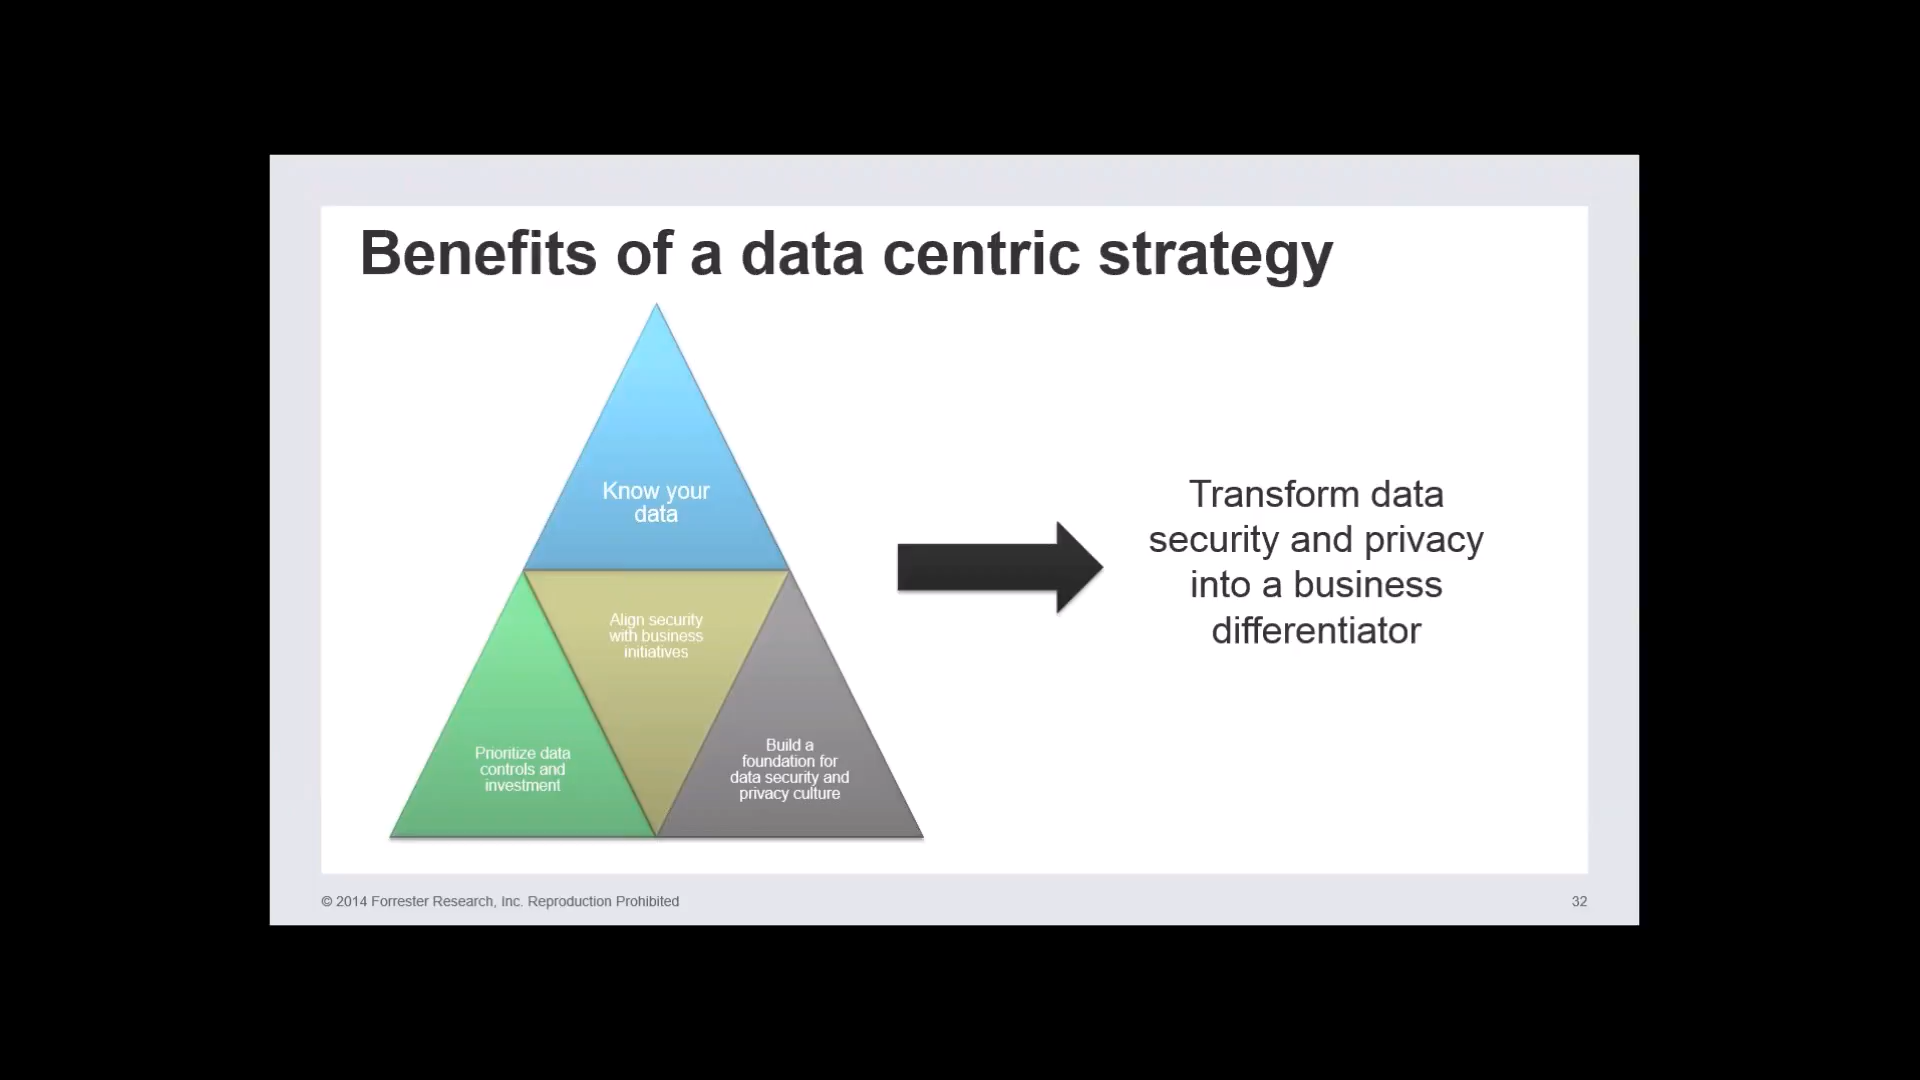 Benefits of a data centric strategy
Know your
data
Align security
with business
initiatives
Prioritize data
controls and
investment
Build a
foundation for
data security and
privacy culture
Transform data
security and privacy
into a business
differentiator
© 2014 Forrester Research, Inc. Reproduction Prohibited
32